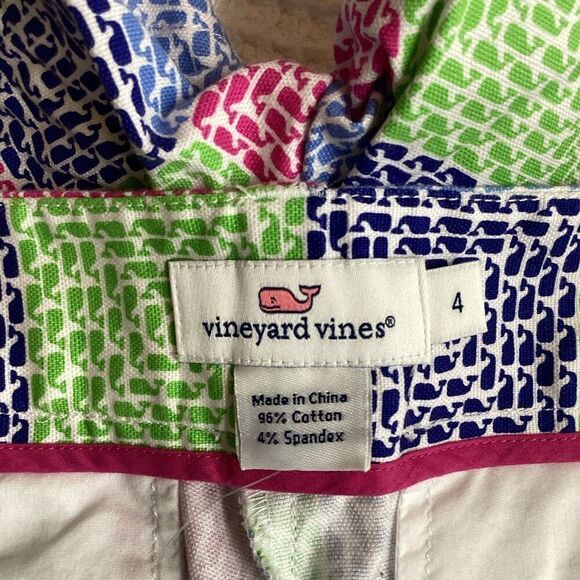 vineyard vines®
4
Made in China
96% Cotton
4% Spandex